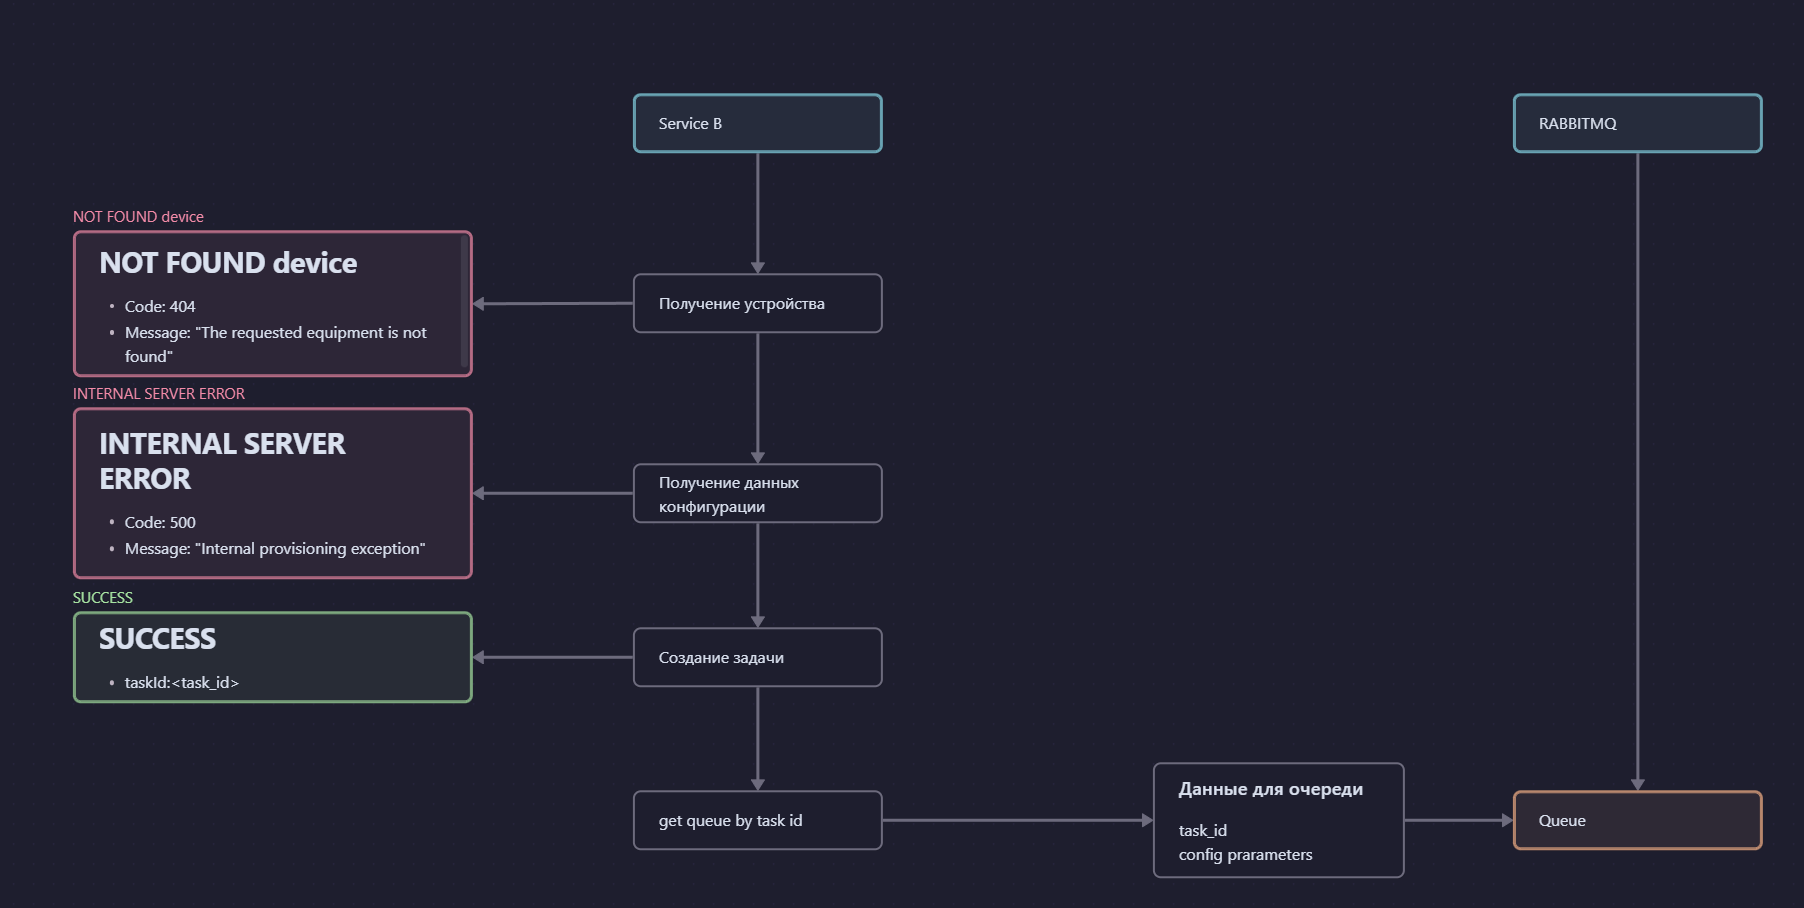 Service B
RABBITMQ
NOT FOUND device
NOT FOUND device
• Code: 404
• Message: "The requested equipment is not
found"
Получение устройства
INTERNAL SERVER ERROR
INTERNAL SERVER
ERROR
• Code: 500
• Message: "Internal provisioning exception"
Получение данных
конфигурации
SUCCESS
SUCCESS
• taskId:<task_id>
Создание задачи
get queue by task id
Данные для очереди
task_id
config prarameters
Queue